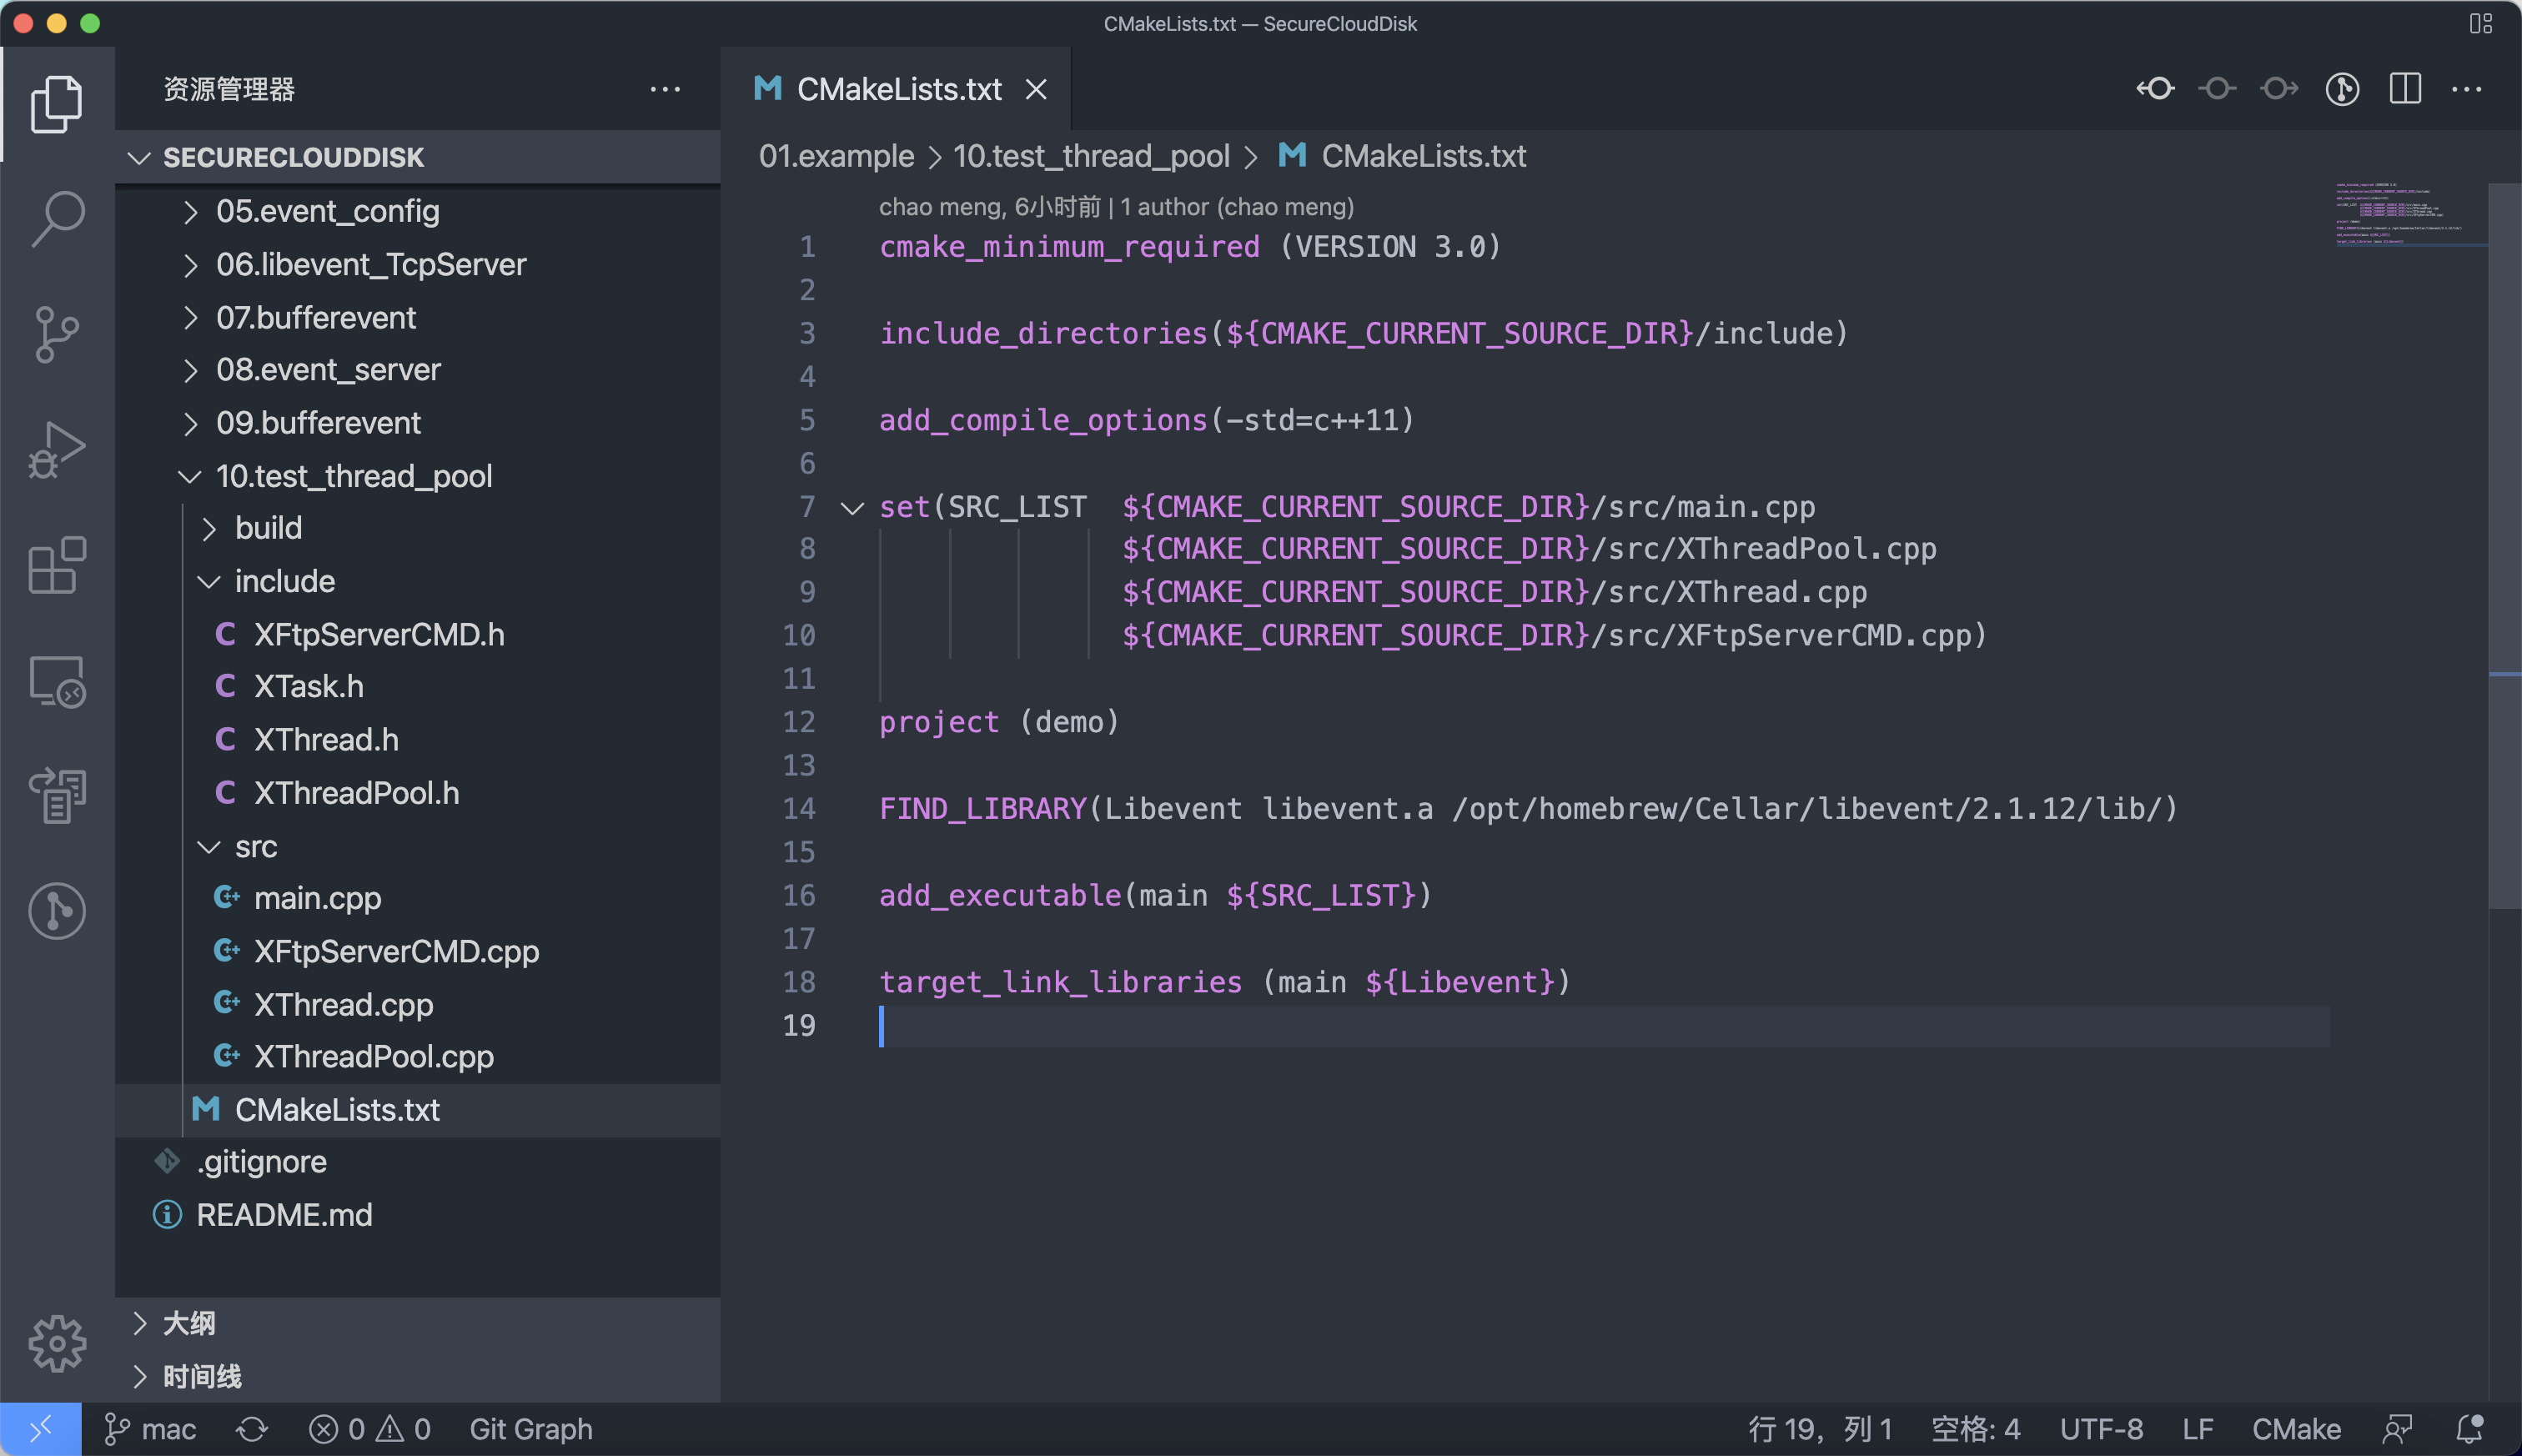 CMakeLists.txt — SecureCloudDisk
资源管理器
SECURECLOUDDISK
05.event_config
06.libevent_TcpServer
07.bufferevent
08.event_server
09.bufferevent
10.test_thread_pool
build
include
XFtpServerCMD.h
XTask.h
XThread.h
XThreadPool.h
src
main.cpp
XFtpServerCMD.cpp
XThread.cpp
XThreadPool.cpp
CMakeLists.txt
.gitignore
README.md
大纲
时间线
CMakeLists.txt
01.example > 10.test_thread_pool > CMakeLists.txt
chao meng, 6小时前 | 1 author (chao meng)
1 cmake_minimum_required (VERSION 3.0)
2
3 include_directories(${CMAKE_CURRENT_SOURCE_DIR}/include)
4
5 add_compile_options(-std=c++11)
6
7 set(SRC_LIST  ${CMAKE_CURRENT_SOURCE_DIR}/src/main.cpp
8 ${CMAKE_CURRENT_SOURCE_DIR}/src/XThreadPool.cpp
9 ${CMAKE_CURRENT_SOURCE_DIR}/src/XThread.cpp
10 ${CMAKE_CURRENT_SOURCE_DIR}/src/XFtpServerCMD.cpp)
11
12 project (demo)
13
14 FIND_LIBRARY(Libevent libevent.a /opt/homebrew/Cellar/libevent/2.1.12/lib/)
15
16 add_executable(main ${SRC_LIST})
17
18 target_link_libraries (main ${Libevent})
19
mac 0 0 Git Graph 行 19，列 1 空格: 4 UTF-8 LF CMake